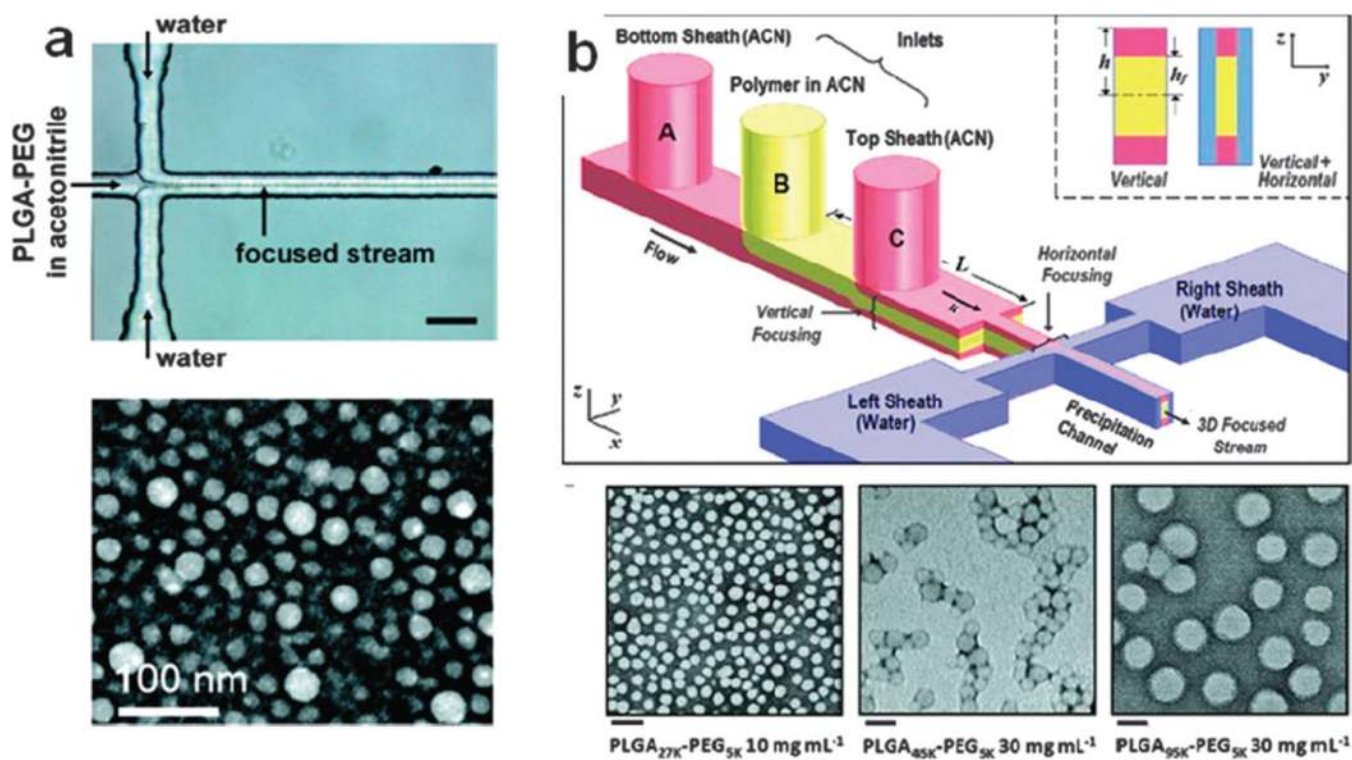 a
water
PLGA-PEG
in acetonitrile
focused stream
water
100 nm
b
Bottom Sheath (ACN)
Inlets
Polymer in ACN
Top Sheath (ACN)
A
B
C
Flow
L
Vertical
Focusing
Horizontal
Focusing
Right Sheath
(Water)
Left Sheath
(Water)
Precipitation
Channel
3D Focused
Stream
z
y
x
h
h_f
z
y
Vertical
Vertical +
Horizontal
PLGA27K-PEG5K 10 mg mL-1
PLGA45K-PEG5K 30 mg mL-1
PLGA95K-PEG5K 30 mg mL-1